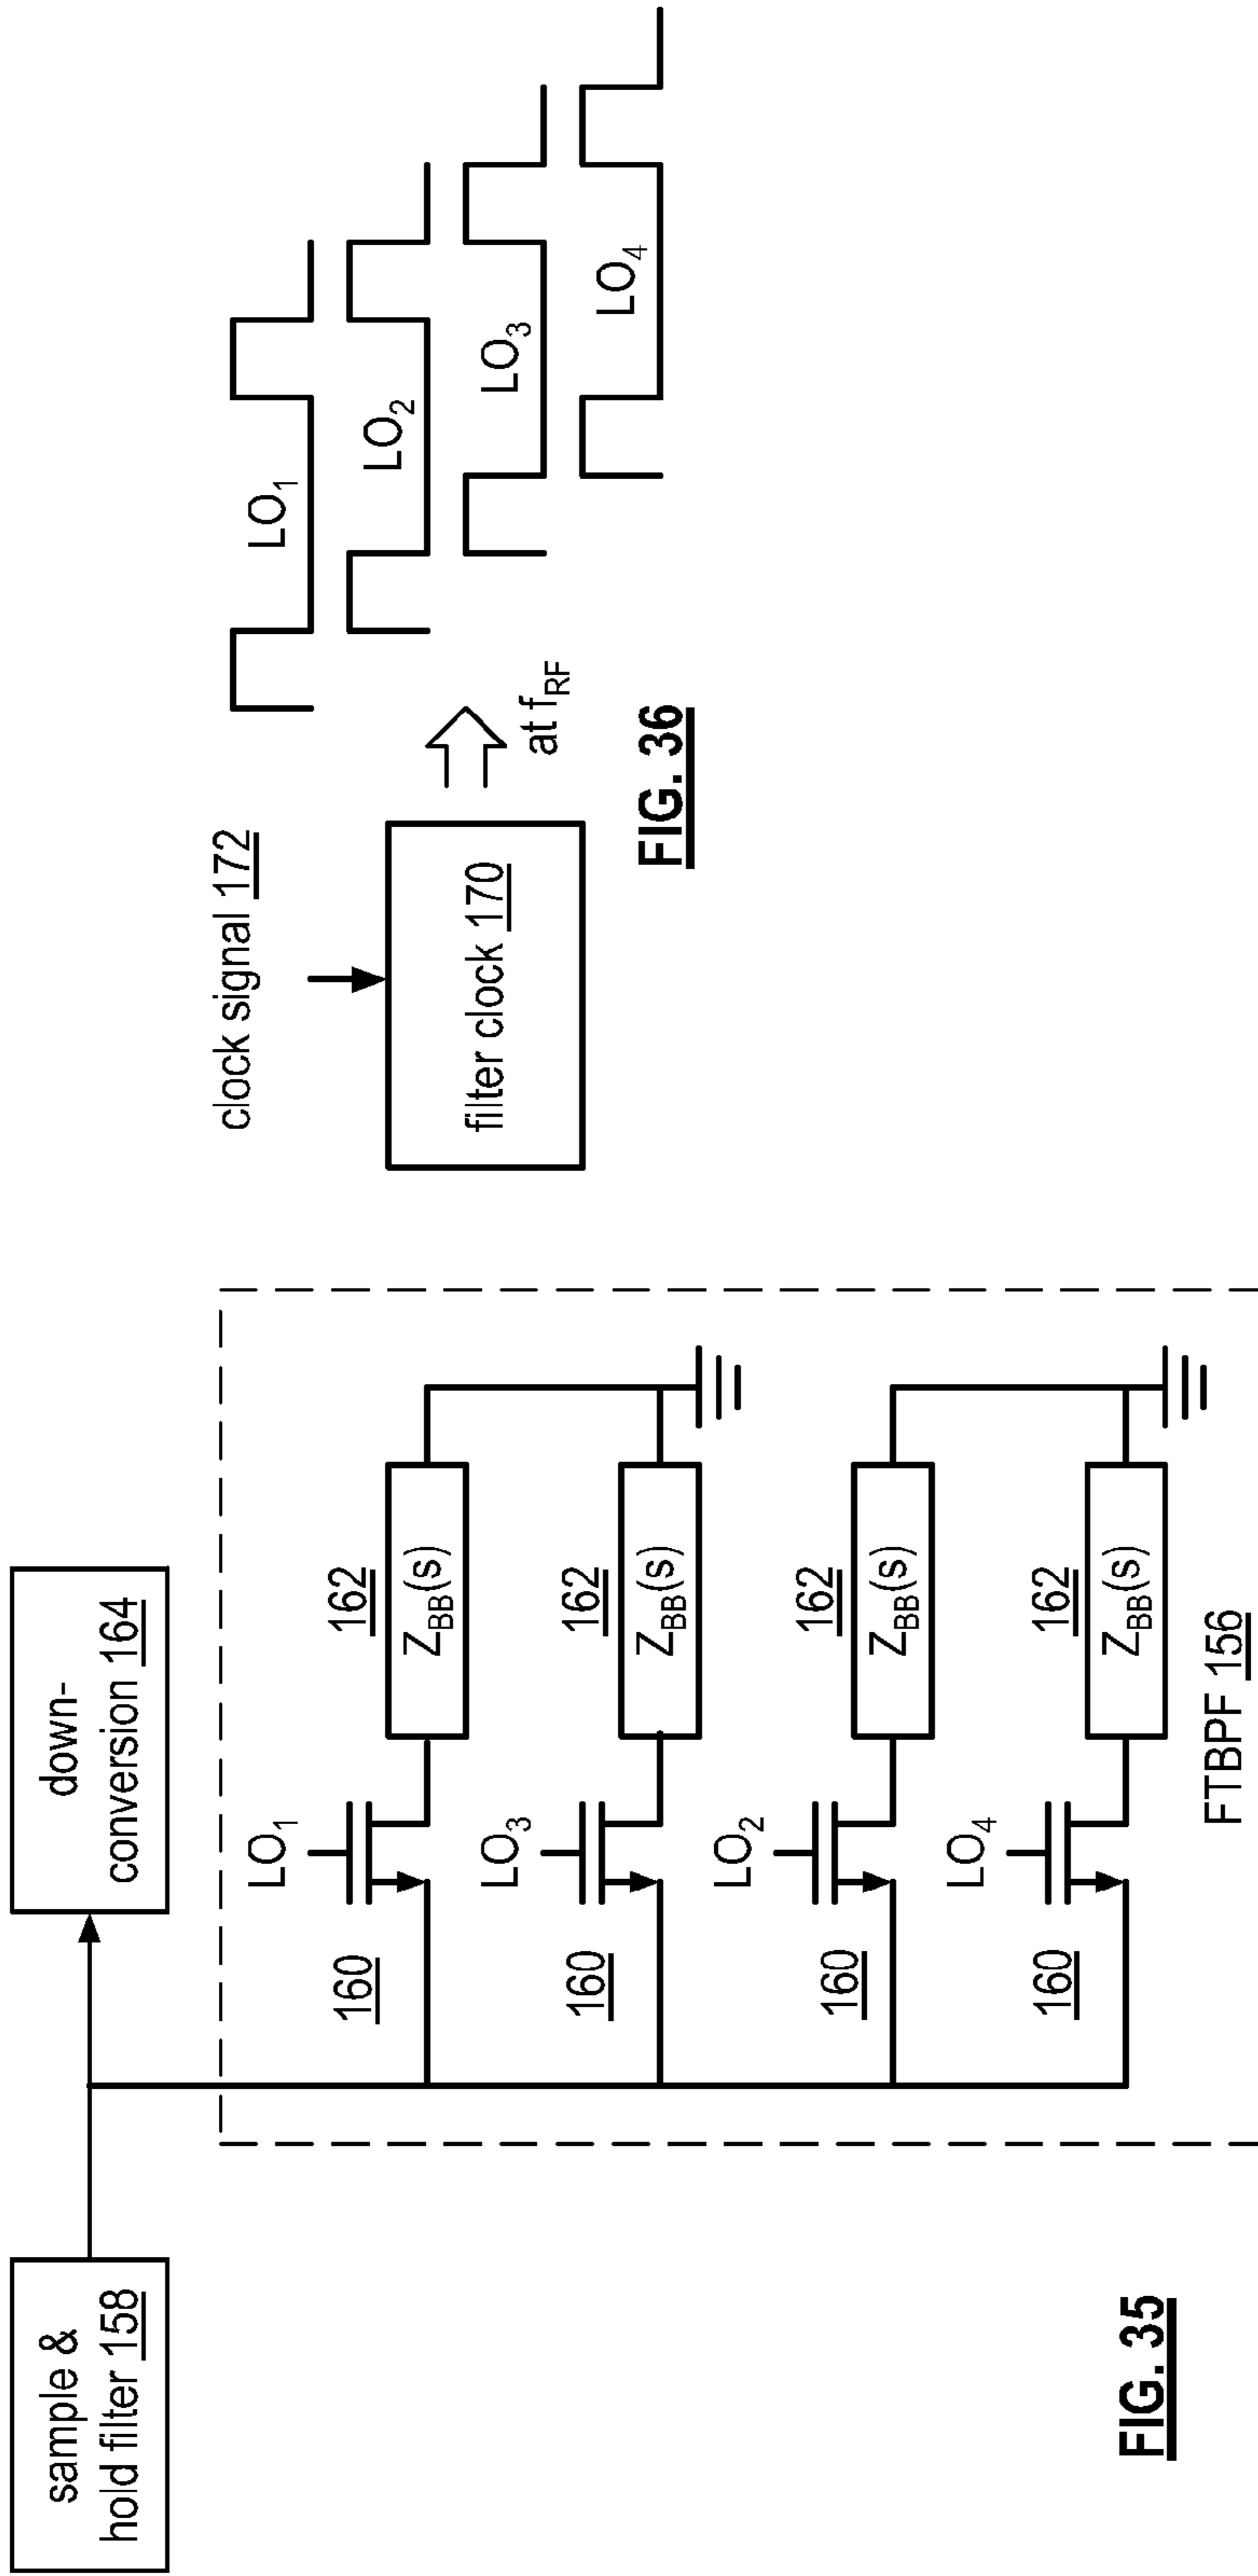 sample &
hold filter 158
down-
conversion 164
LO1
160
162
ZBB(s)
LO3
160
162
ZBB(s)
LO2
160
162
ZBB(s)
LO4
160
162
ZBB(s)
FTBPF 156
FIG. 35
clock signal 172
filter clock 170
at fRF
LO1
LO2
LO3
LO4
FIG. 36